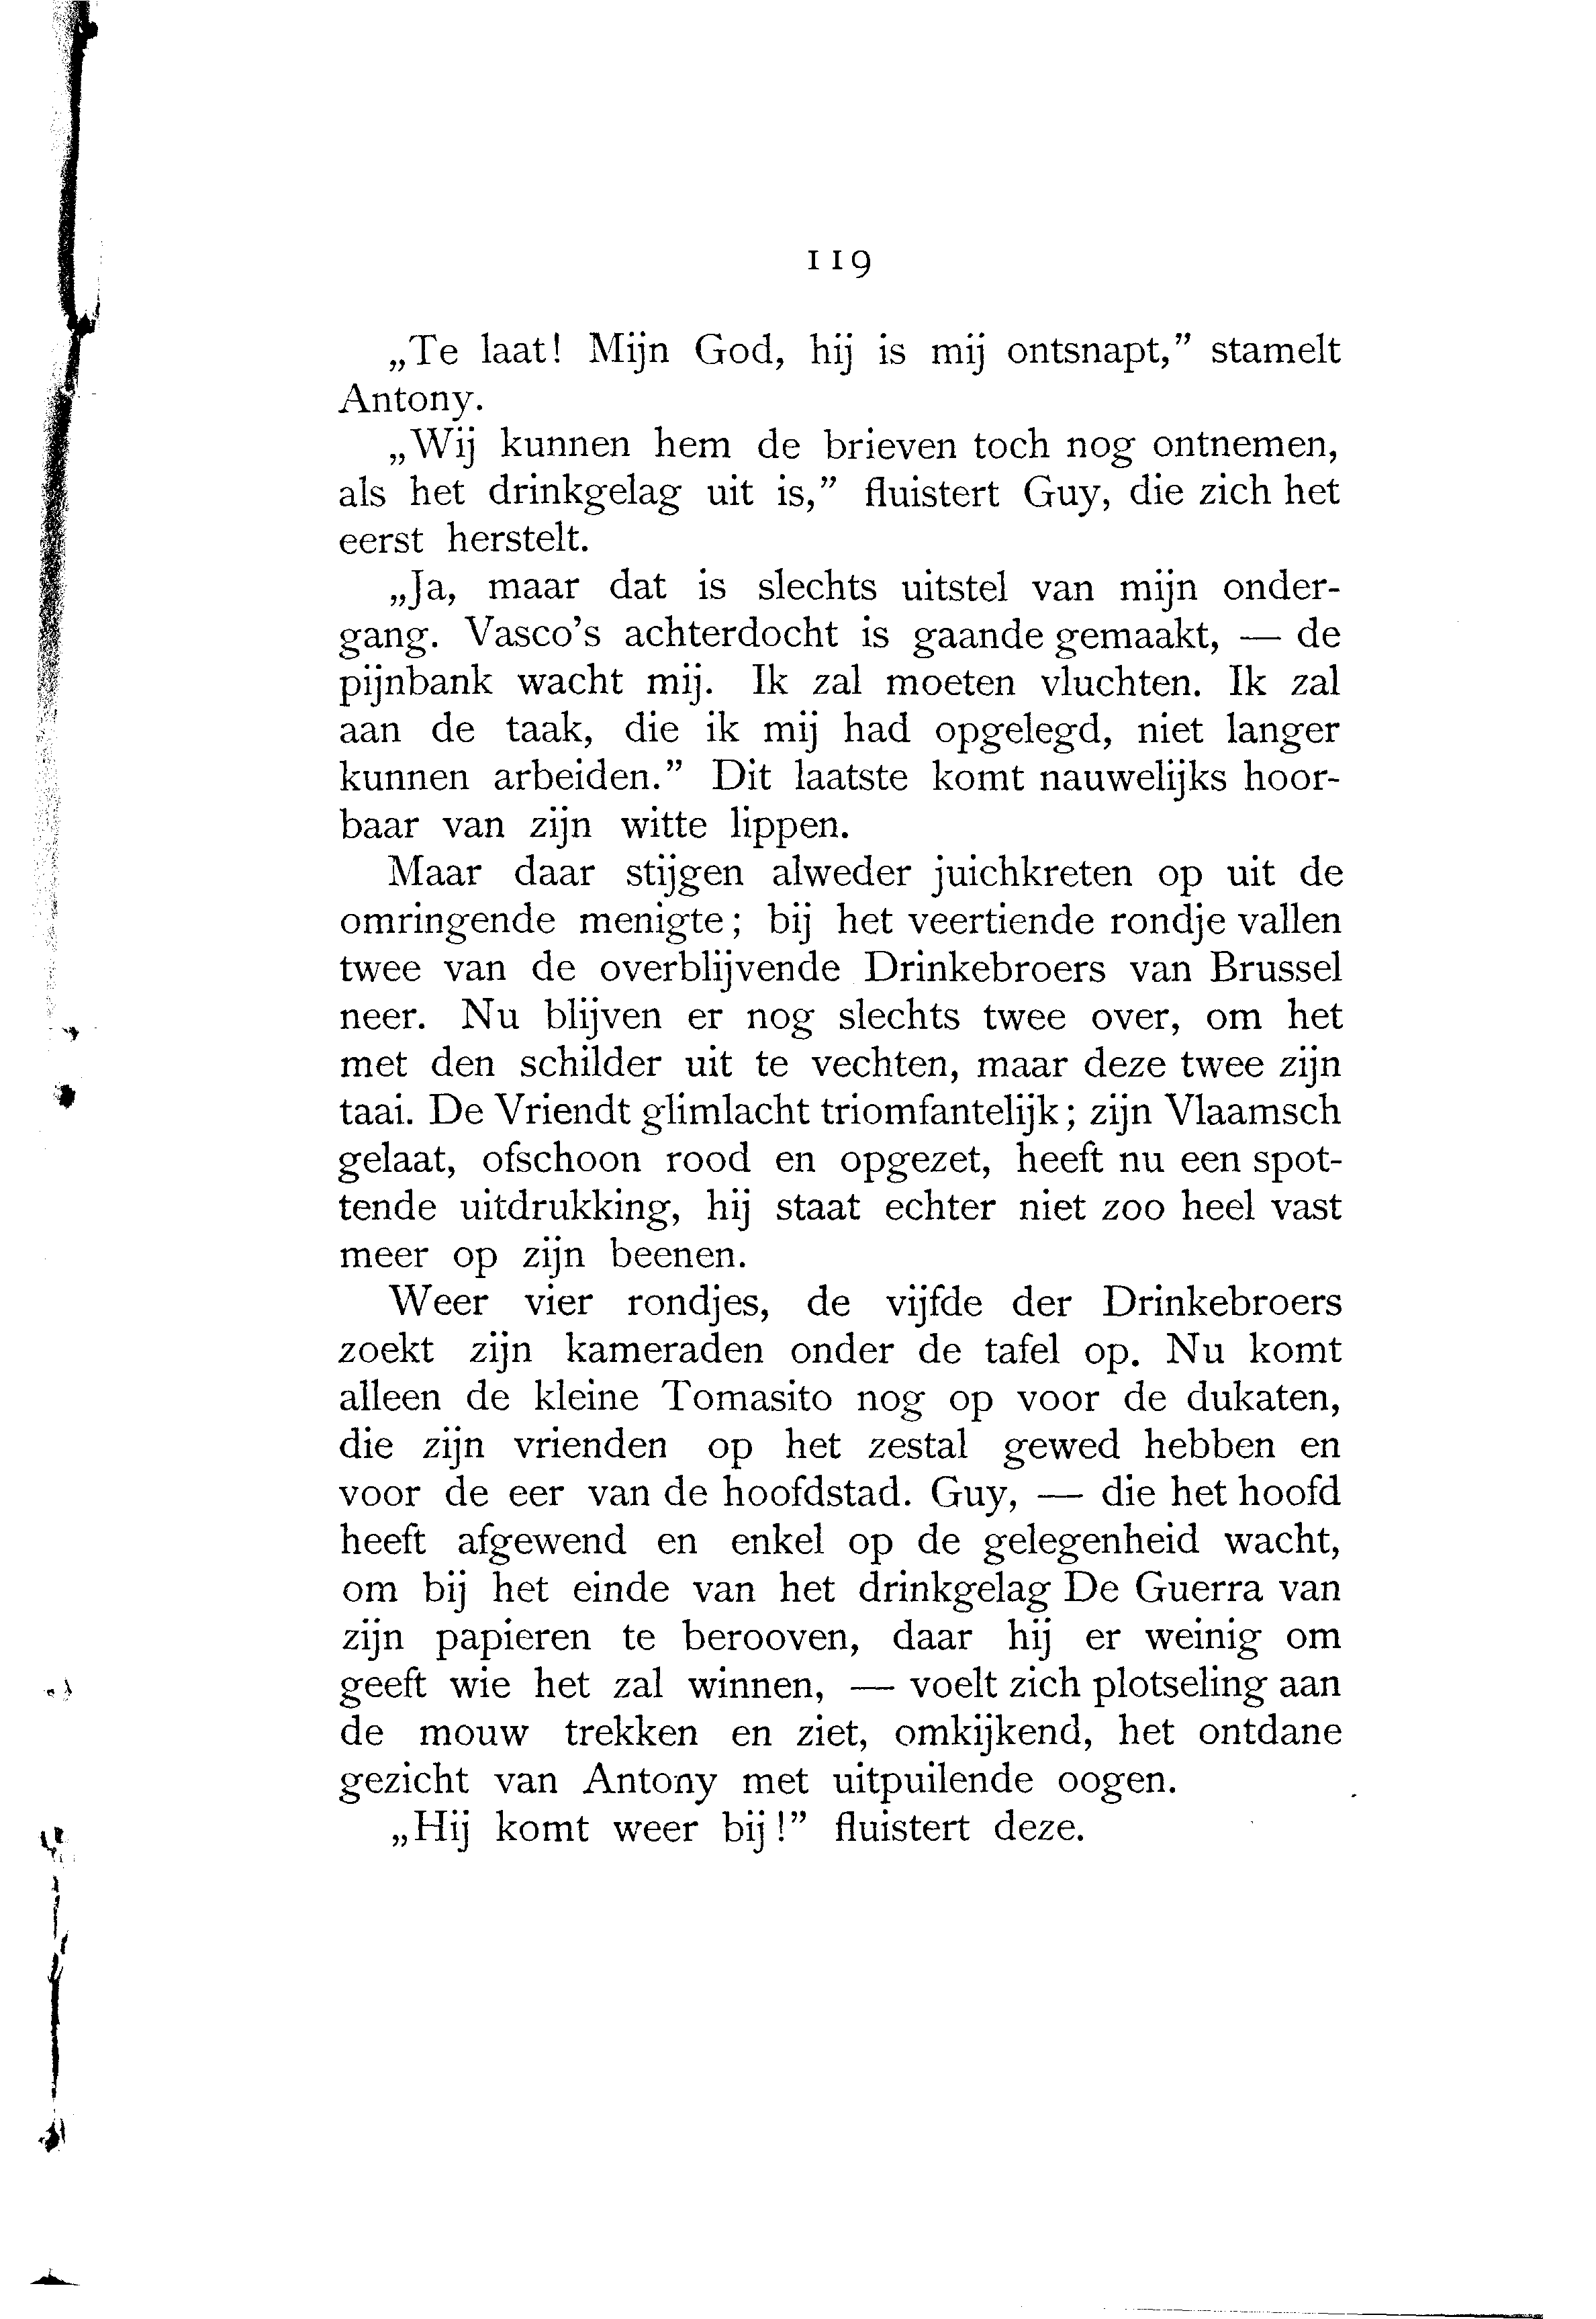 119
„Te laat! Mijn God, hij is mij ontsnapt,” stamelt
Antony.
„Wij kunnen hem de brieven toch nog ontnemen,
als het drinkgelag uit is,” fluistert Guy, die zich het
eerst herstelt.
„Ja, maar dat is slechts uitstel van mijn onder-
gang. Vasco’s achterdocht is gaande gemaakt, — de
pijnbank wacht mij. Ik zal moeten vluchten. Ik zal
aan de taak, die ik mij had opgelegd, niet langer
kunnen arbeiden.” Dit laatste komt nauwelijks hoor-
baar van zijn witte lippen.
Maar daar stijgen alweder juichkreten op uit de
omringende menigte; bij het veertiende rondje vallen
twee van de overblijvende Drinkebroers van Brussel
neer. Nu blijven er nog slechts twee over, om het
met den schilder uit te vechten, maar deze twee zijn
taai. De Vriendt glimlacht triomfantelijk; zijn Vlaamsch
gelaat, ofschoon rood en opgezet, heeft nu een spot-
tende uitdrukking, hij staat echter niet zoo heel vast
meer op zijn beenen.
Weer vier rondjes, de vijfde der Drinkebroers
zoekt zijn kameraden onder de tafel op. Nu komt
alleen de kleine Tomasito nog op voor de dukaten,
die zijn vrienden op het zestal gewed hebben en
voor de eer van de hoofdstad. Guy, — die het hoofd
heeft afgewend en enkel op de gelegenheid wacht,
om bij het einde van het drinkgelag De Guerra van
zijn papieren te berooven, daar hij er weinig om
geeft wie het zal winnen, — voelt zich plotseling aan
de mouw trekken en ziet, omkijkend, het ontdane
gezicht van Antony met uitpuilende oogen.
„Hij komt weer bij!” fluistert deze.